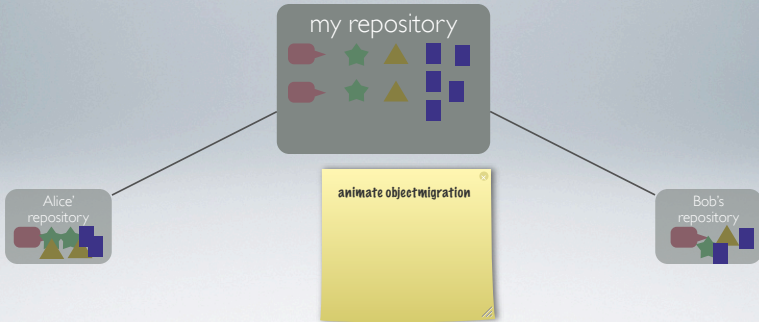 my repository
Alice'
repository
Bob's
repository
animate objectmigration